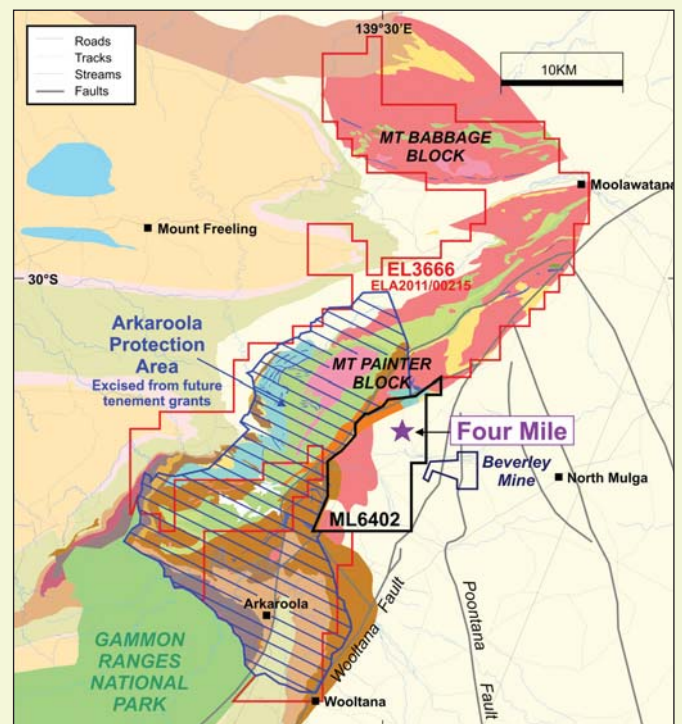 139°30'E
Roads
Tracks
Streams
Faults
10KM
MT BABBAGE
BLOCK
Moolawatana
Mount Freeling
30°S
EL3666
ELA2011/00215
Arkaroola
Protection
Area
Excised from future
tenement grants
MT PAINTER
BLOCK
Four Mile
Beverley
Mine
North Mulga
ML6402
Arkaroola
Wooltana Fault
Poontana
Fault
GAMMON
RANGES
NATIONAL
PARK
Wooltana